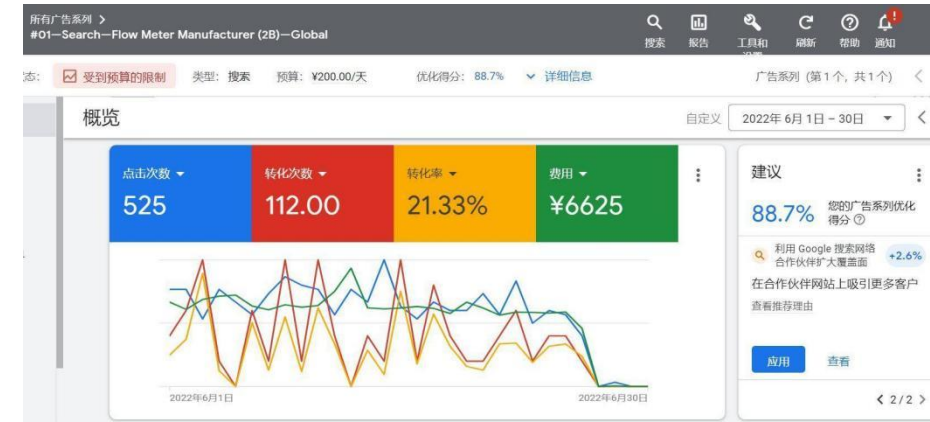 所有广告系列 >
#01—Search—Flow Meter Manufacturer (2B)—Global
搜索
报告
工具和
刷新
帮助
通知
态:
受到预算的限制
类型: 搜索
预算: ¥200.00/天
优化得分: 88.7%
详细信息
广告系列 (第1个, 共1个)
概览
自定义
2022年 6月 1日 – 30日
点击次数
525
转化次数
112.00
转化率
21.33%
费用
¥6625
2022年6月1日
2022年6月30日
建议
88.7%
您的广告系列优化
得分
利用 Google 搜索网络
合作伙伴扩大覆盖面
+2.6%
在合作伙伴网站上吸引更多客户
查看推荐理由
应用
查看
2 / 2